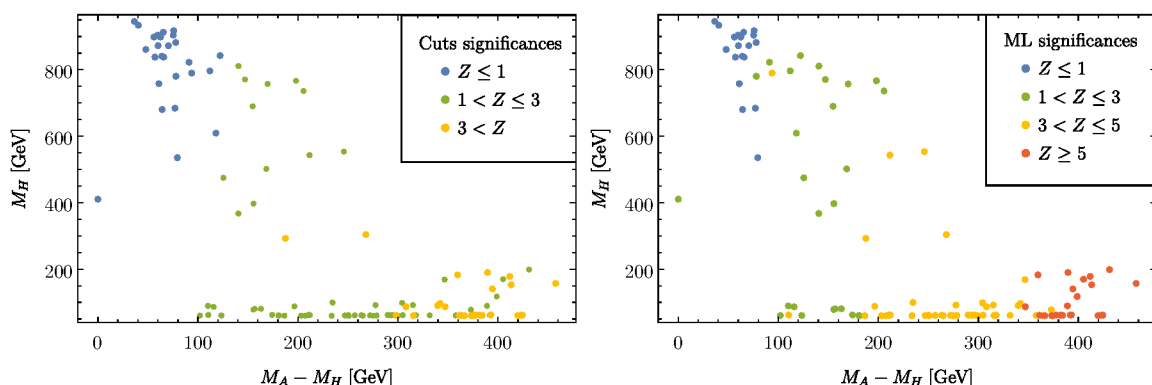 Cuts significances
Z ≤ 1
1 < Z ≤ 3
3 < Z
800
600
400
200
0
100
200
300
400
M_H [GeV]
M_A − M_H [GeV]
ML significances
Z ≤ 1
1 < Z ≤ 3
3 < Z ≤ 5
Z ≥ 5
800
600
400
200
0
100
200
300
400
M_H [GeV]
M_A − M_H [GeV]